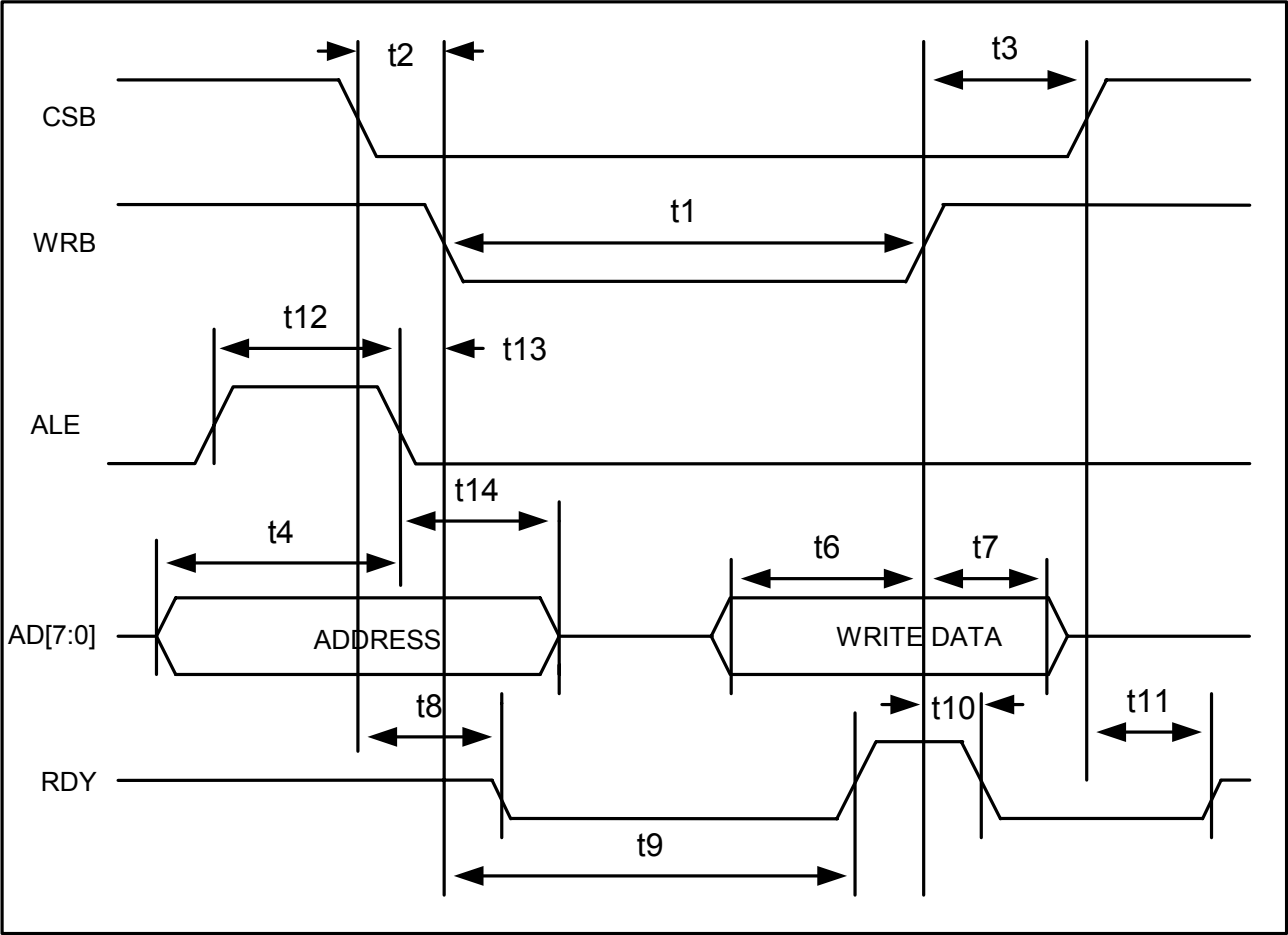 t2
t3
CSB
t1
WRB
t12
t13
ALE
t14
t4
t6
t7
AD[7:0]
ADDRESS
WRITE DATA
t8
t10
t11
RDY
t9